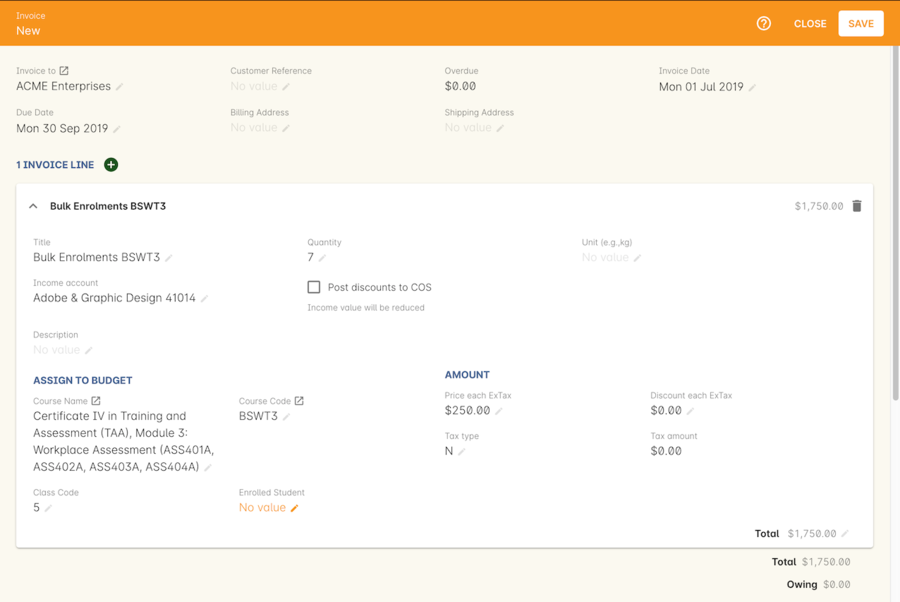 Invoice
New
CLOSE SAVE
Invoice to Customer Reference Overdue Invoice Date
ACME Enterprises No value $0.00 Mon 01 Jul 2019
Due Date Billing Address Shipping Address
Mon 30 Sep 2019 No value No value
1 INVOICE LINE
Bulk Enrolments BSWT3 $1,750.00
Title Quantity Unit (e.g.,kg)
Bulk Enrolments BSWT3 7 No value
Income account
Adobe & Graphic Design 41014
Post discounts to COS
Income value will be reduced
Description
No value
ASSIGN TO BUDGET
Course Name Course Code
Certificate IV in Training and
Assessment (TAA), Module 3:
Workplace Assessment (ASS401A,
ASS402A, ASS403A, ASS404A)
BSWT3
Class Code Enrolled Student
5 No value
AMOUNT
Price each ExTax Discount each ExTax
$250.00 $0.00
Tax type Tax amount
N $0.00
Total $1,750.00
Total $1,750.00
Owing $0.00